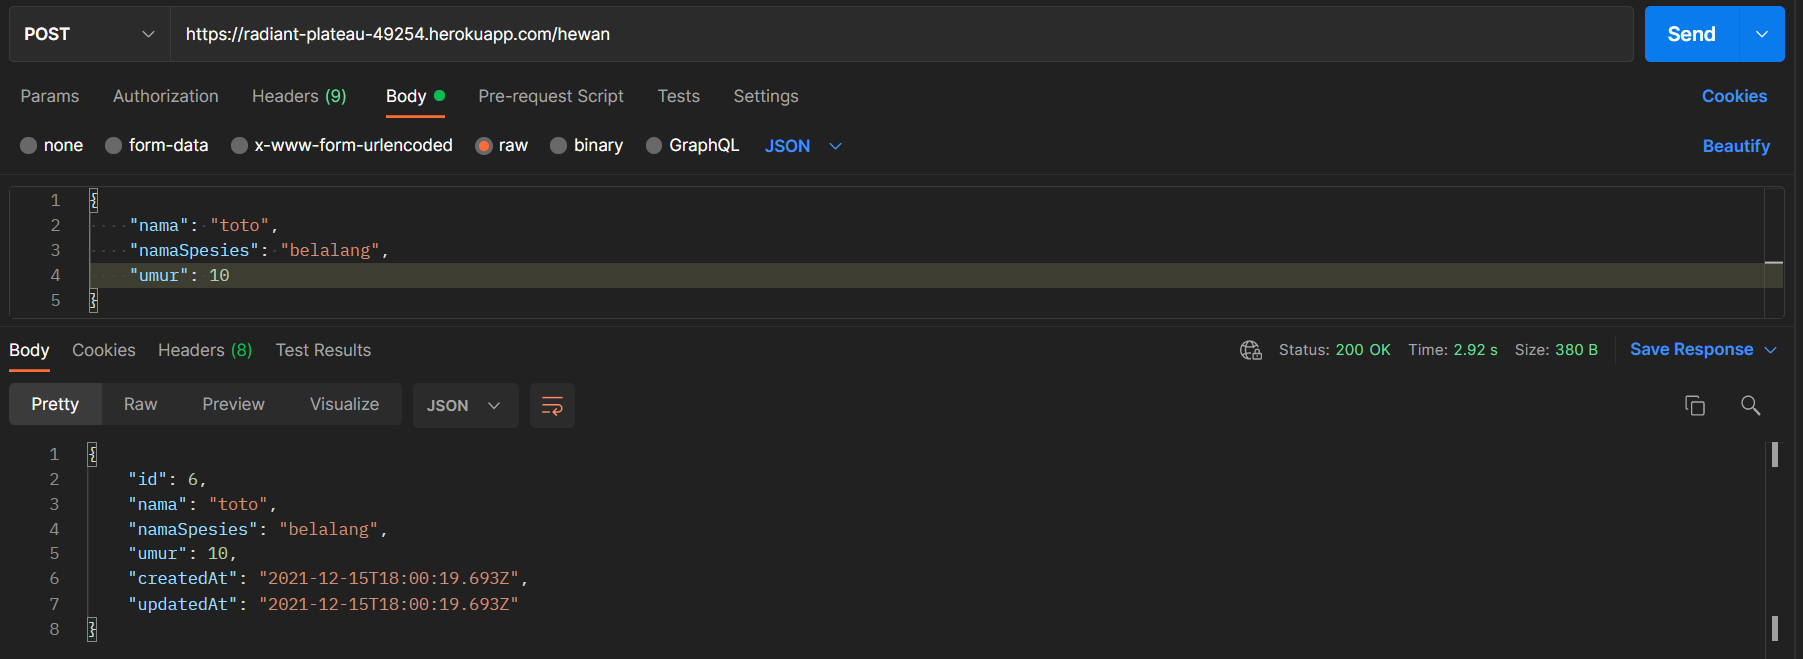 POST https://radiant-plateau-49254.herokuapp.com/hewan Send
Params Authorization Headers (9) Body Pre-request Script Tests Settings Cookies
none form-data x-www-form-urlencoded raw binary GraphQL JSON Beautify
1 {
2 "nama": "toto",
3 "namaSpesies": "belalang",
4 "umur": 10
5 }
Body Cookies Headers (8) Test Results Status: 200 OK Time: 2.92 s Size: 380 B Save Response
Pretty Raw Preview Visualize JSON
1 {
2 "id": 6,
3 "nama": "toto",
4 "namaSpesies": "belalang",
5 "umur": 10,
6 "createdAt": "2021-12-15T18:00:19.693Z",
7 "updatedAt": "2021-12-15T18:00:19.693Z"
8 }